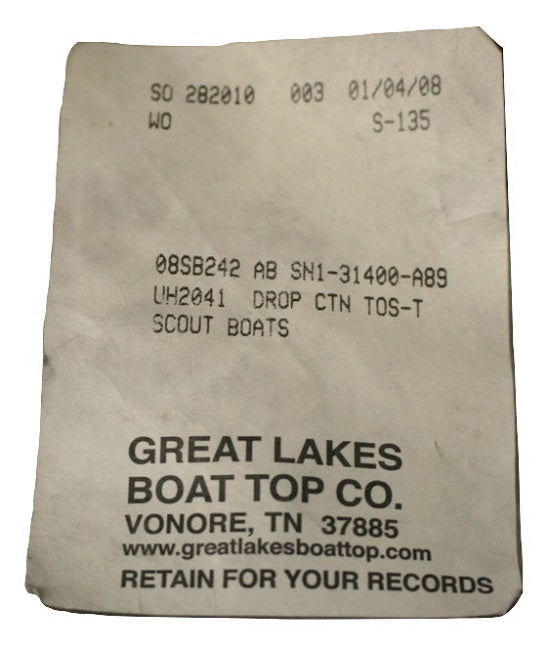 SO 282010 003 01/04/08
WO S-135
08SB242 AB SN1-31400-A89
UH2041 DROP CTN TOS-T
SCOUT BOATS
GREAT LAKES
BOAT TOP CO.
VONORE, TN 37885
www.greatlakesboattop.com
RETAIN FOR YOUR RECORDS